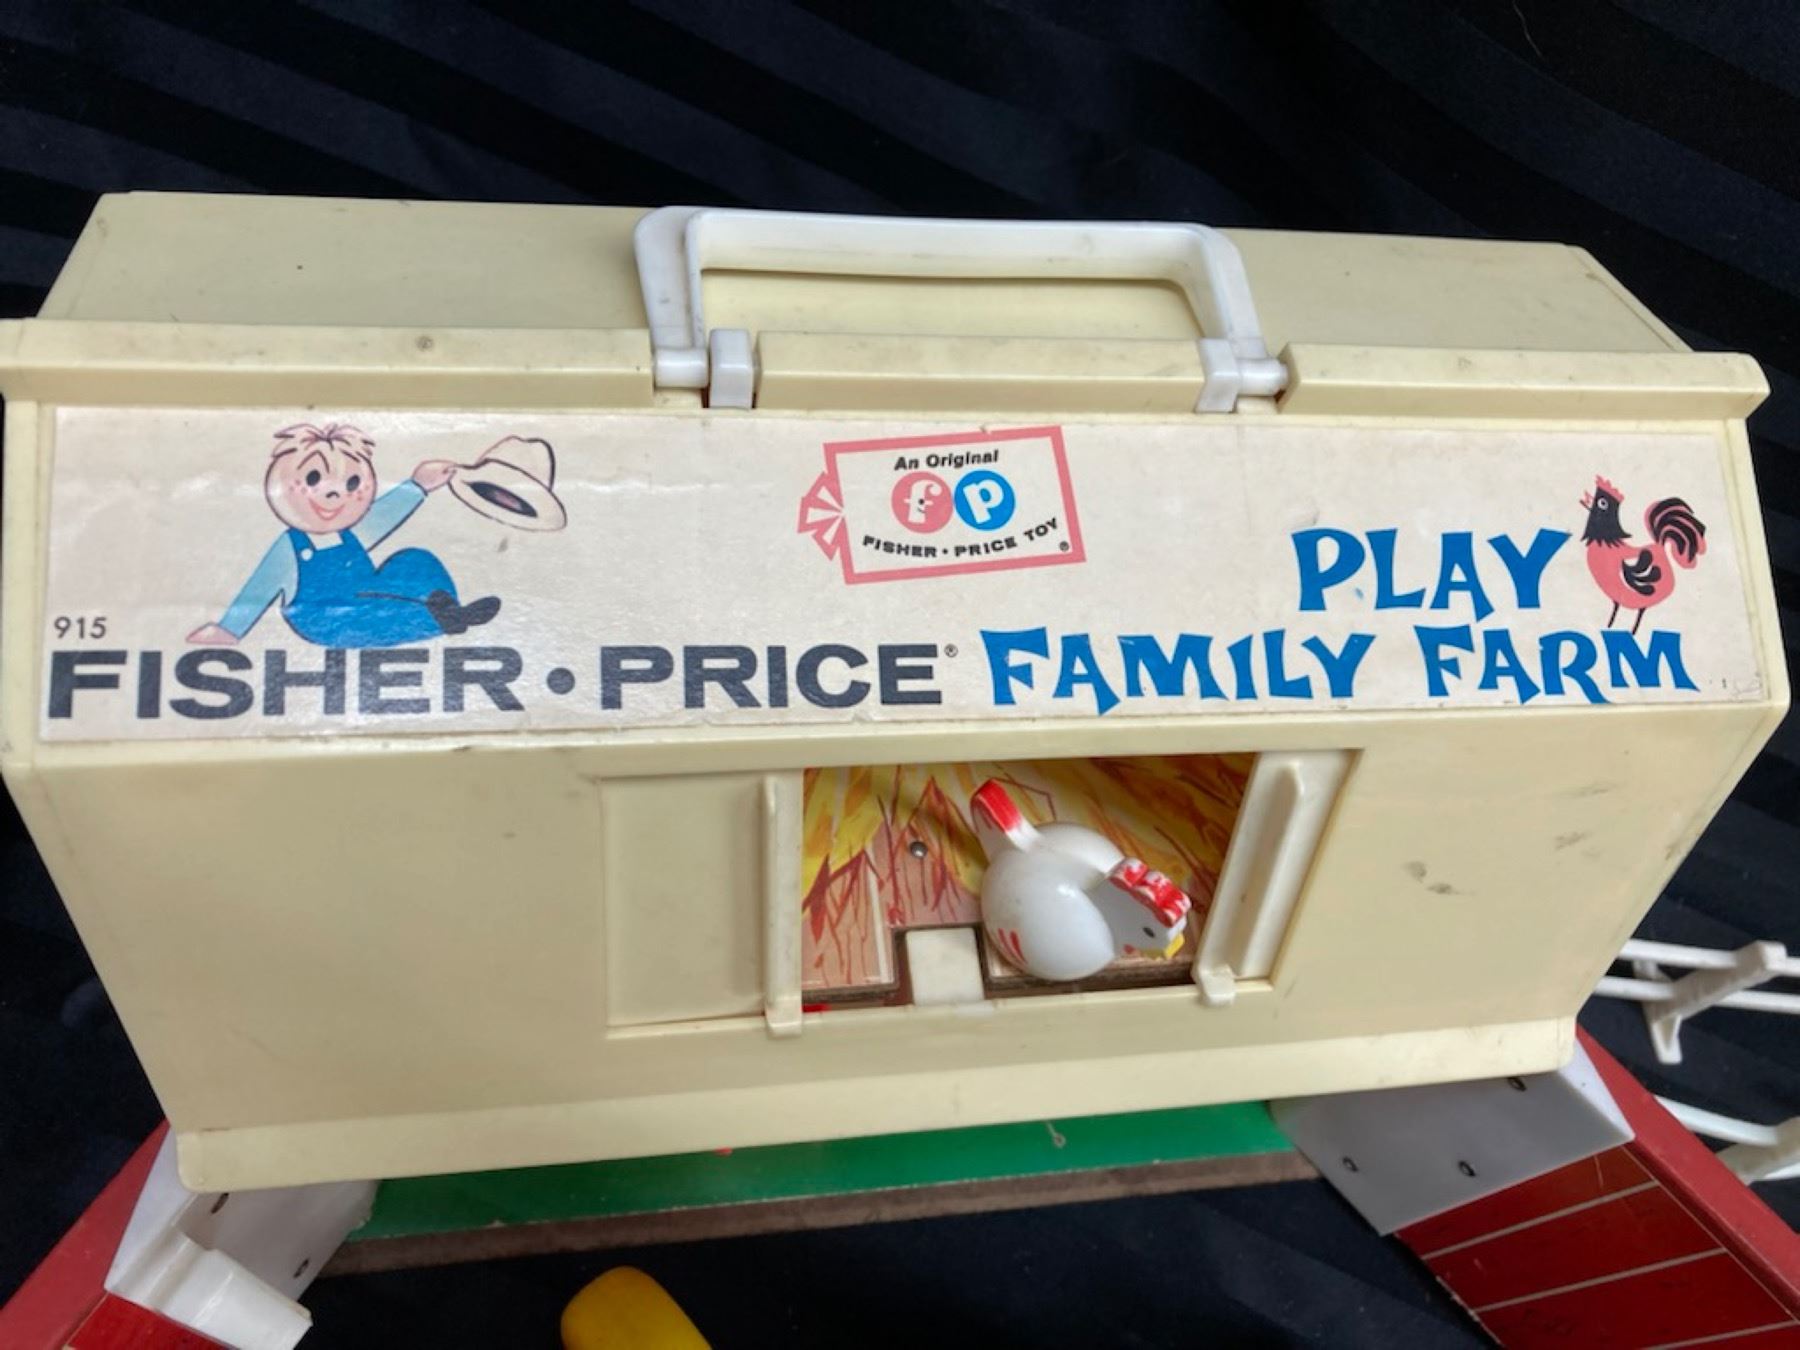 An Original
fp
FISHER • PRICE TOY ®
PLAY
915
FISHER • PRICE® FAMILY FARM